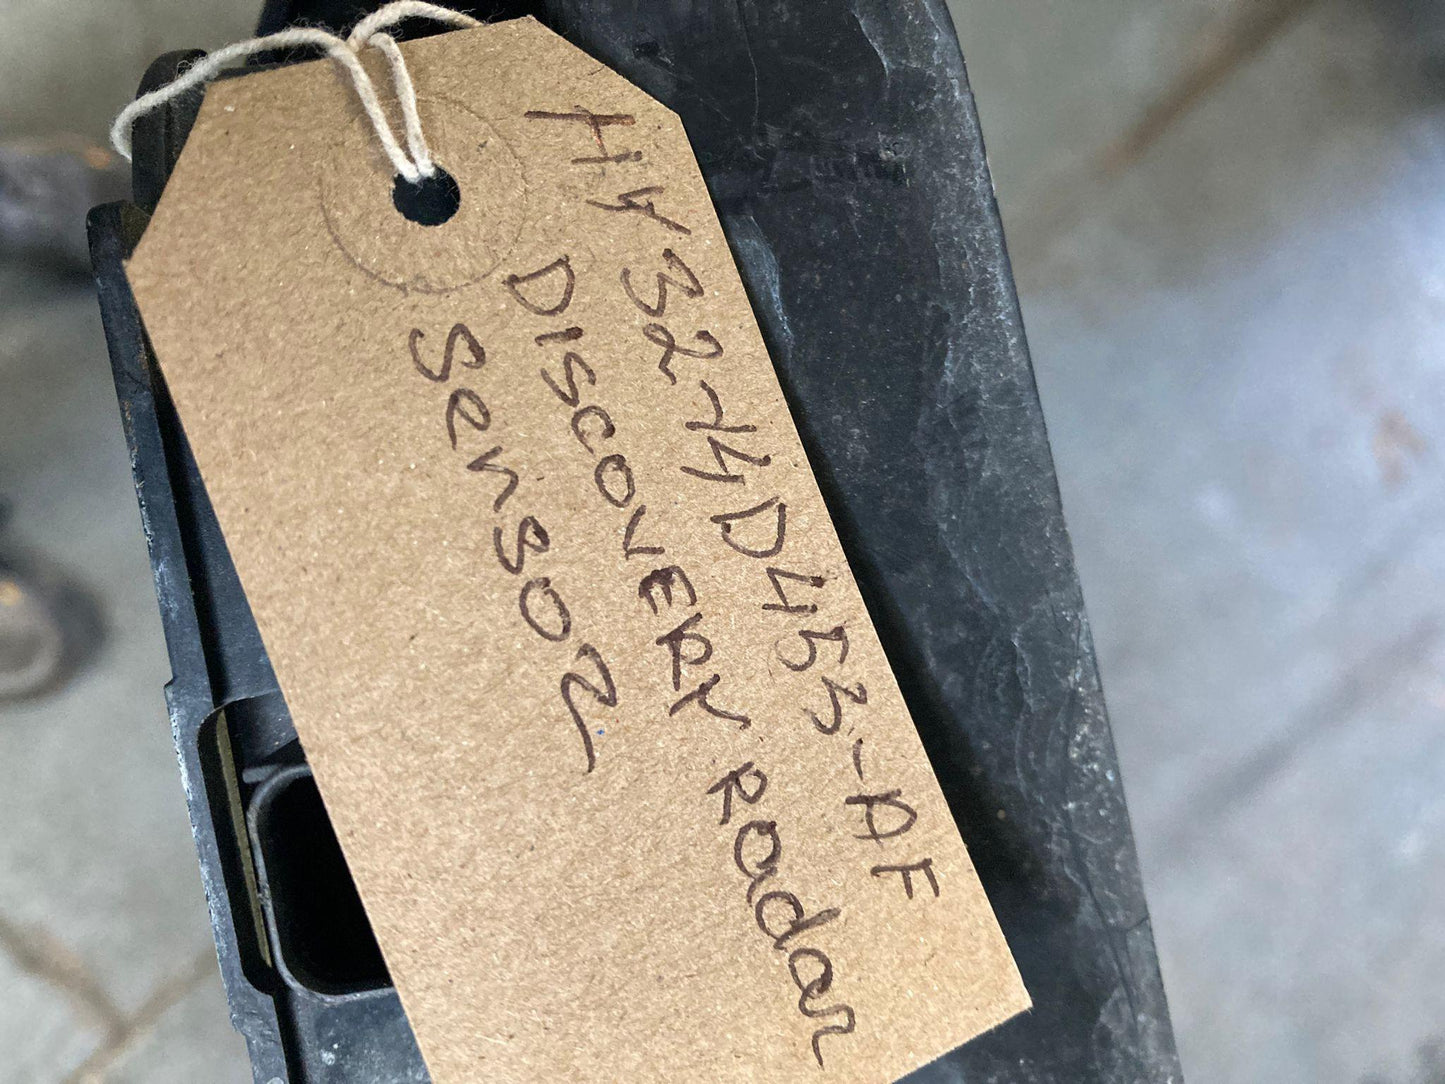 HY32-14D453-AF
DISCOVERY RADAR
SENSOR